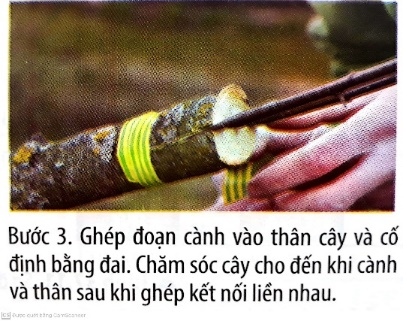 Bước 3. Ghép đoạn cành vào thân cây và cố
định bằng đai. Chăm sóc cây cho đến khi cành
và thân sau khi ghép kết nối liền nhau.
CS